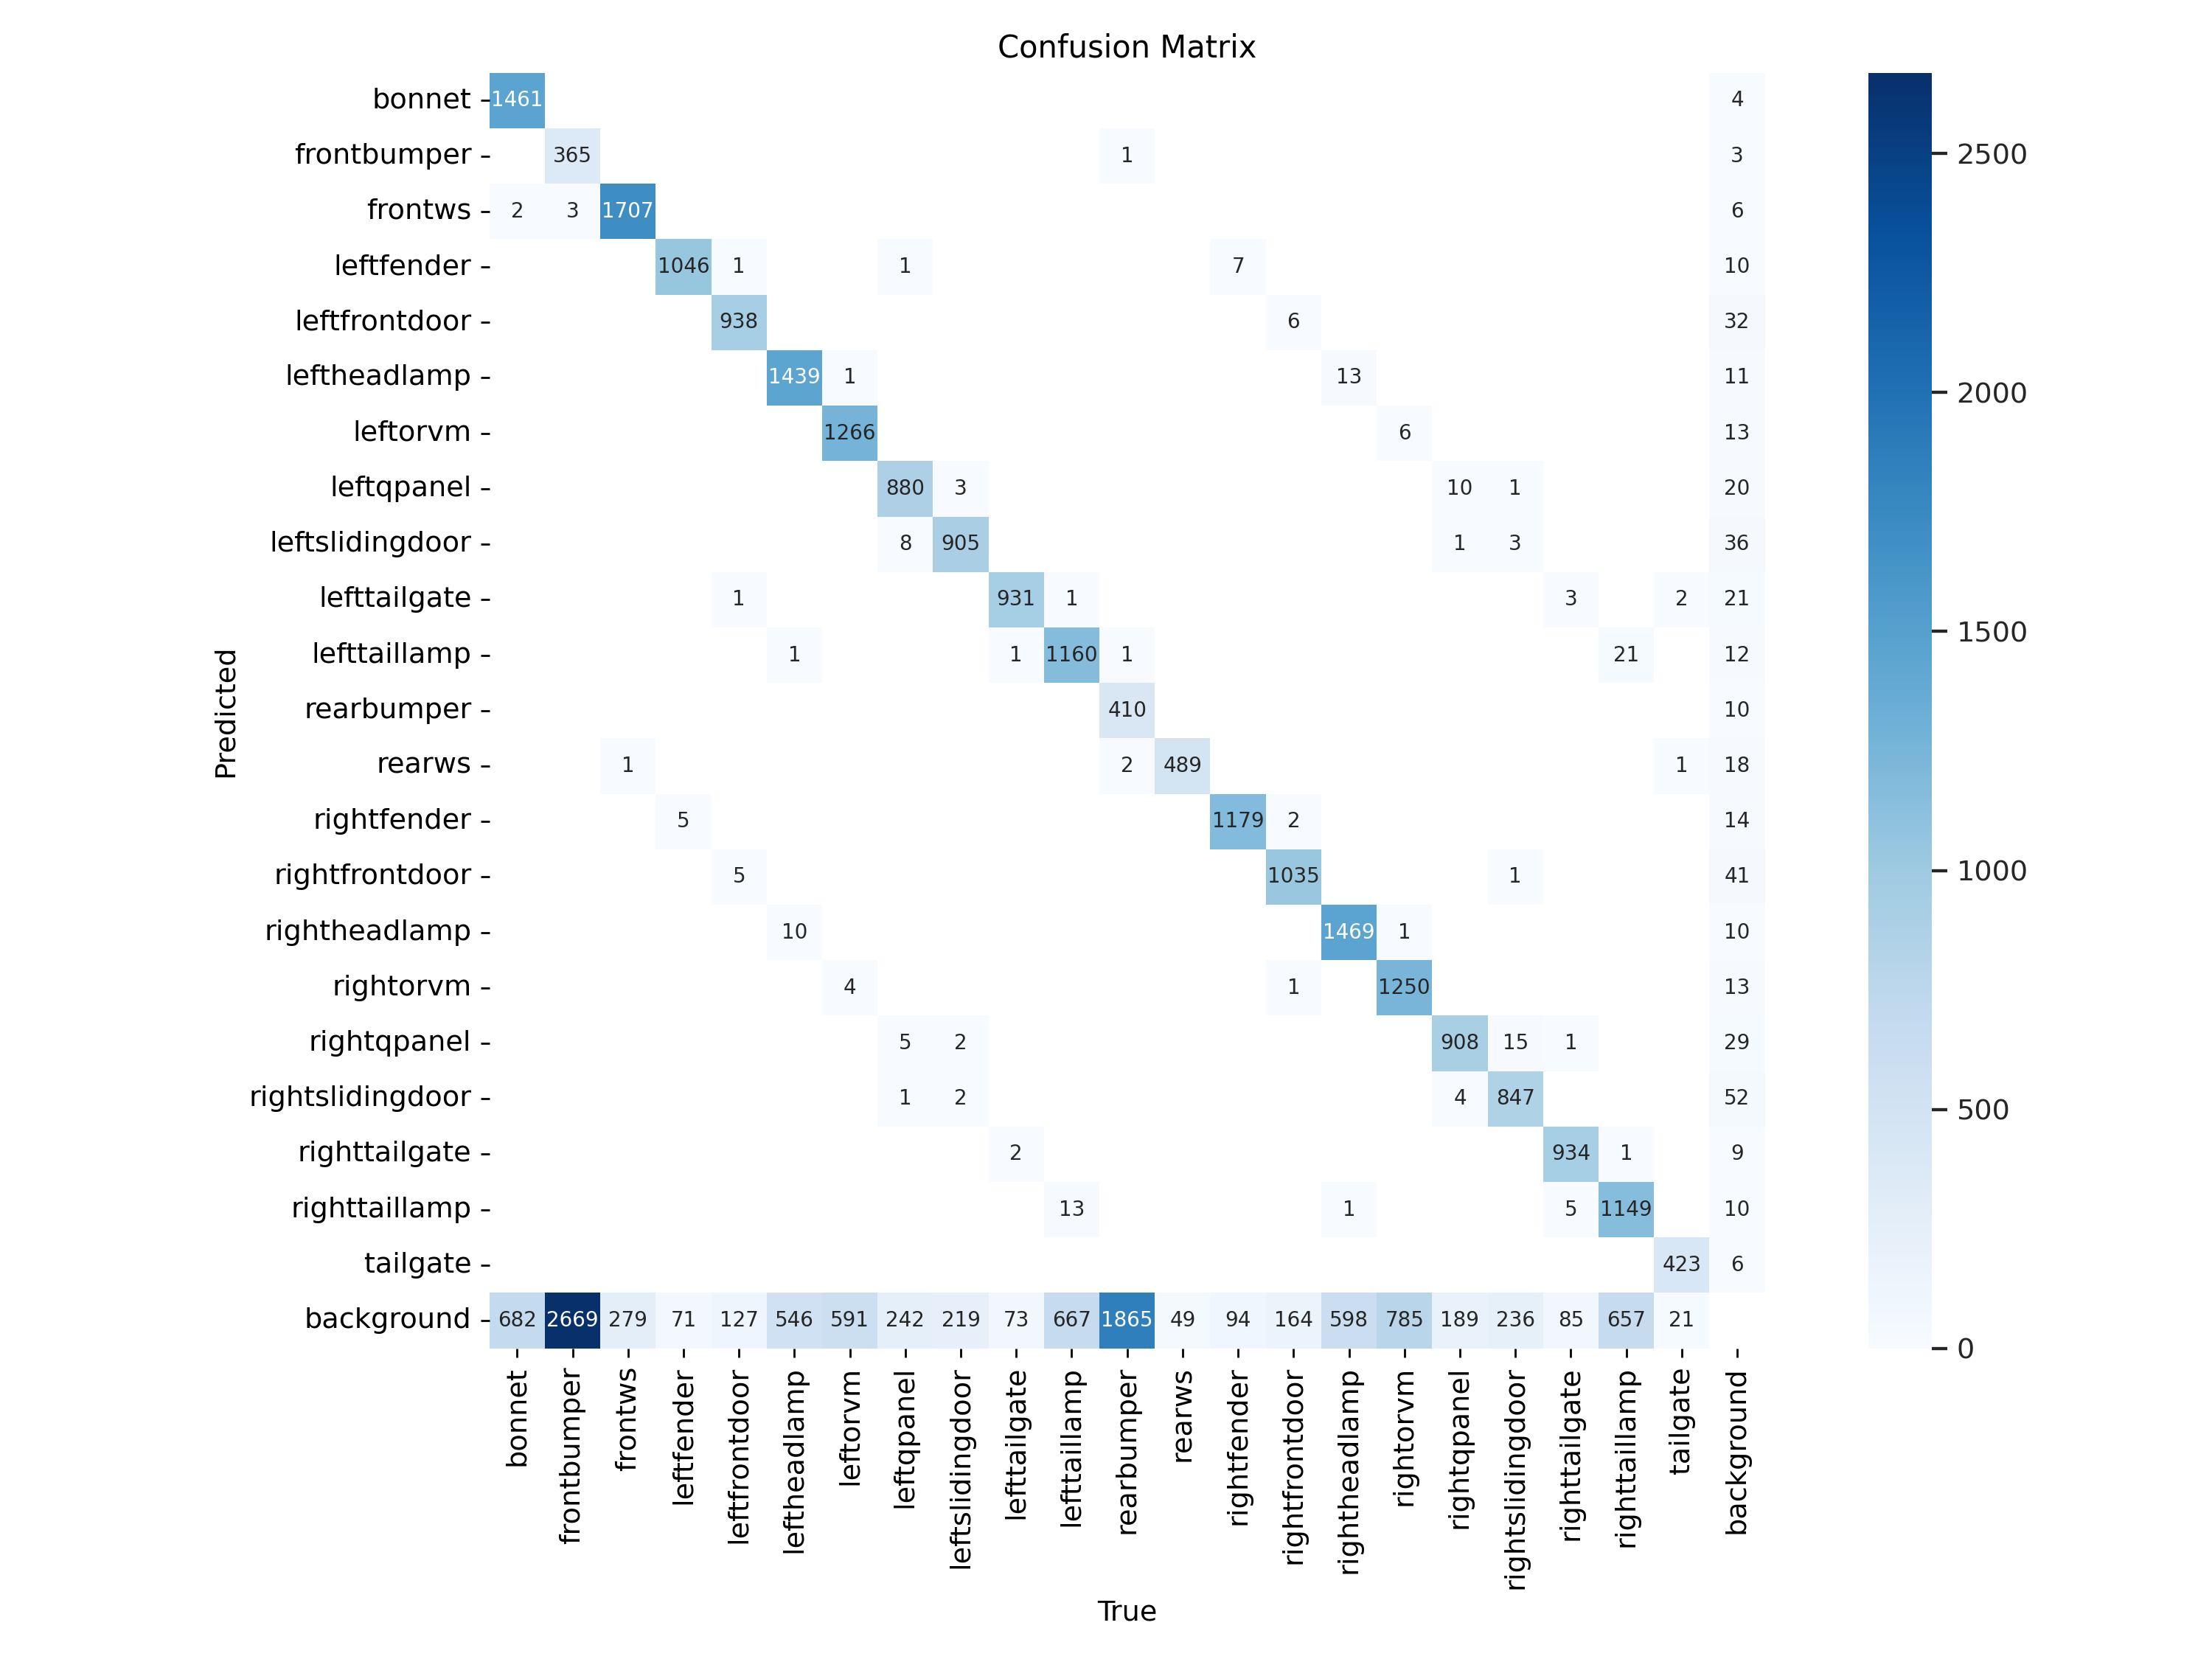 Confusion Matrix
bonnet 1461 4
frontbumper 365 1 3
frontws 2 3 1707 6
leftfender 1046 1 1 7 10
leftfrontdoor 938 6 32
leftheadlamp 1439 1 13 11
leftorvm 1266 6 13
leftqpanel 880 3 10 1 20
leftslidingdoor 8 905 1 3 36
lefttailgate 1 931 1 3 2 21
lefttaillamp 1 1 1160 1 21 12
rearbumper 410 10
rearws 1 2 489 1 18
rightfender 5 1179 2 14
rightfrontdoor 5 1035 1 41
rightheadlamp 10 1469 1 10
rightorvm 4 1 1250 13
rightqpanel 5 2 908 15 1 29
rightslidingdoor 1 2 4 847 52
righttailgate 2 934 1 9
righttaillamp 13 1 5 1149 10
tailgate 423 6
background 682 2669 279 71 127 546 591 242 219 73 667 1865 49 94 164 598 785 189 236 85 657 21
Predicted
bonnet
frontbumper
frontws
leftfender
leftfrontdoor
leftheadlamp
leftorvm
leftqpanel
leftslidingdoor
lefttailgate
lefttaillamp
rearbumper
rearws
rightfender
rightfrontdoor
rightheadlamp
rightorvm
rightqpanel
rightslidingdoor
righttailgate
righttaillamp
tailgate
background
True
2500
2000
1500
1000
500
0